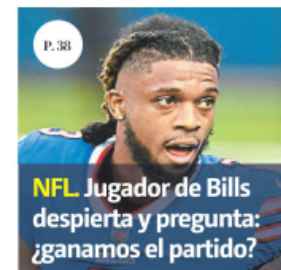 P. 38
NFL. Jugador de Bills
despierta y pregunta:
¿ganamos el partido?